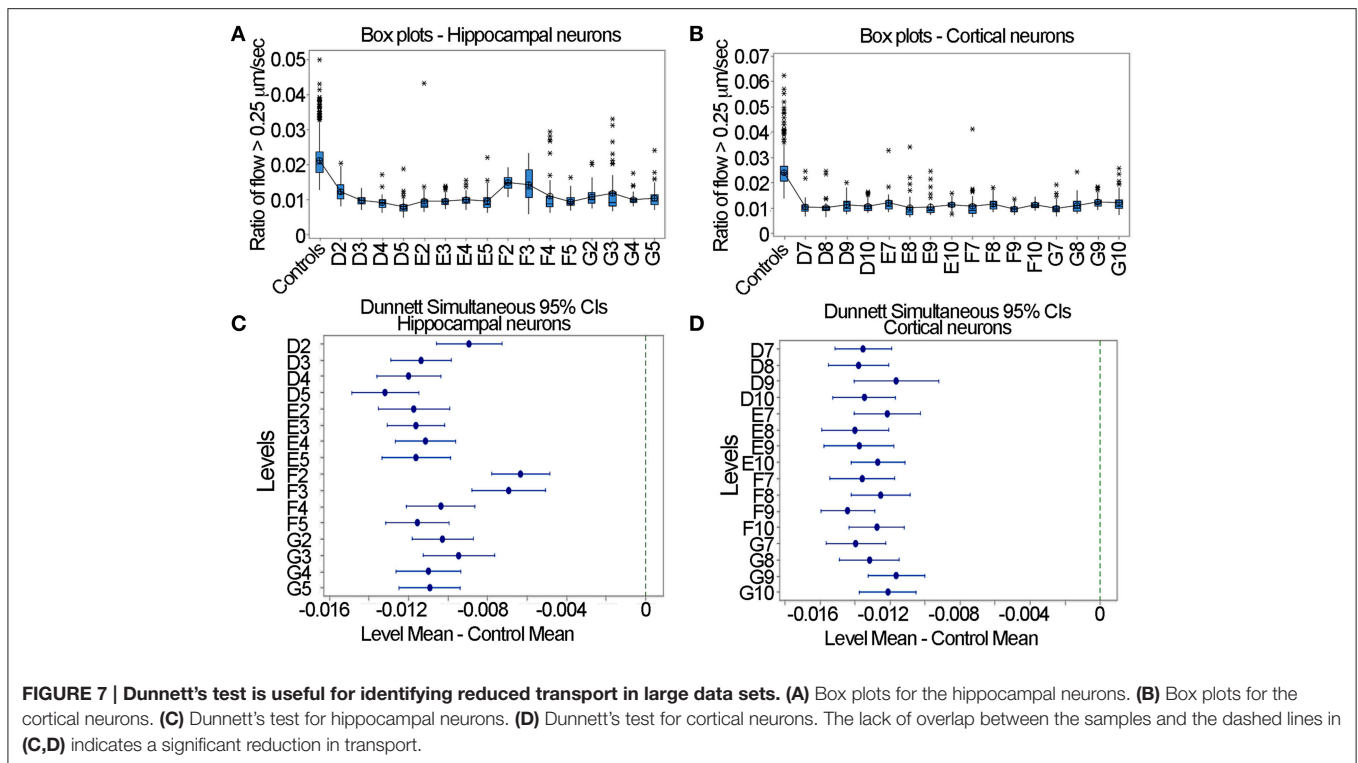 A
Box plots - Hippocampal neurons
Ratio of flow > 0.25 μm/sec
0.05
0.04
0.03
0.02
0.01
0
Controls D2 D3 D4 D5 E2 E3 E4 E5 F2 F3 F4 F5 G2 G3 G4 G5
B
Box plots - Cortical neurons
Ratio of flow > 0.25 μm/sec
0.07
0.06
0.05
0.04
0.03
0.02
0.01
0
Controls D7 D8 D9 D10 E7 E8 E9 E10 F7 F8 F9 F10 G7 G8 G9 G10
C
Dunnett Simultaneous 95% CIs
Hippocampal neurons
Levels
D2
D3
D4
D5
E2
E3
E4
E5
F2
F3
F4
F5
G2
G3
G4
G5
-0.016 -0.012 -0.008 -0.004 0
Level Mean - Control Mean
D
Dunnett Simultaneous 95% CIs
Cortical neurons
Levels
D7
D8
D9
D10
E7
E8
E9
E10
F7
F8
F9
F10
G7
G8
G9
G10
-0.016 -0.012 -0.008 -0.004 0
Level Mean - Control Mean
FIGURE 7 | Dunnett's test is useful for identifying reduced transport in large data sets. (A) Box plots for the hippocampal neurons. (B) Box plots for the
cortical neurons. (C) Dunnett's test for hippocampal neurons. (D) Dunnett's test for cortical neurons. The lack of overlap between the samples and the dashed lines in
(C,D) indicates a significant reduction in transport.